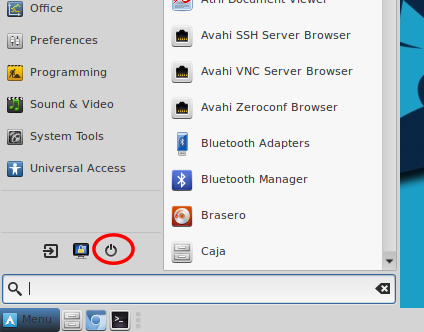 Office
Preferences
Programming
Sound & Video
System Tools
Universal Access
Atril Document Viewer
Avahi SSH Server Browser
Avahi VNC Server Browser
Avahi Zeroconf Browser
Bluetooth Adapters
Bluetooth Manager
Brasero
Caja
Menu